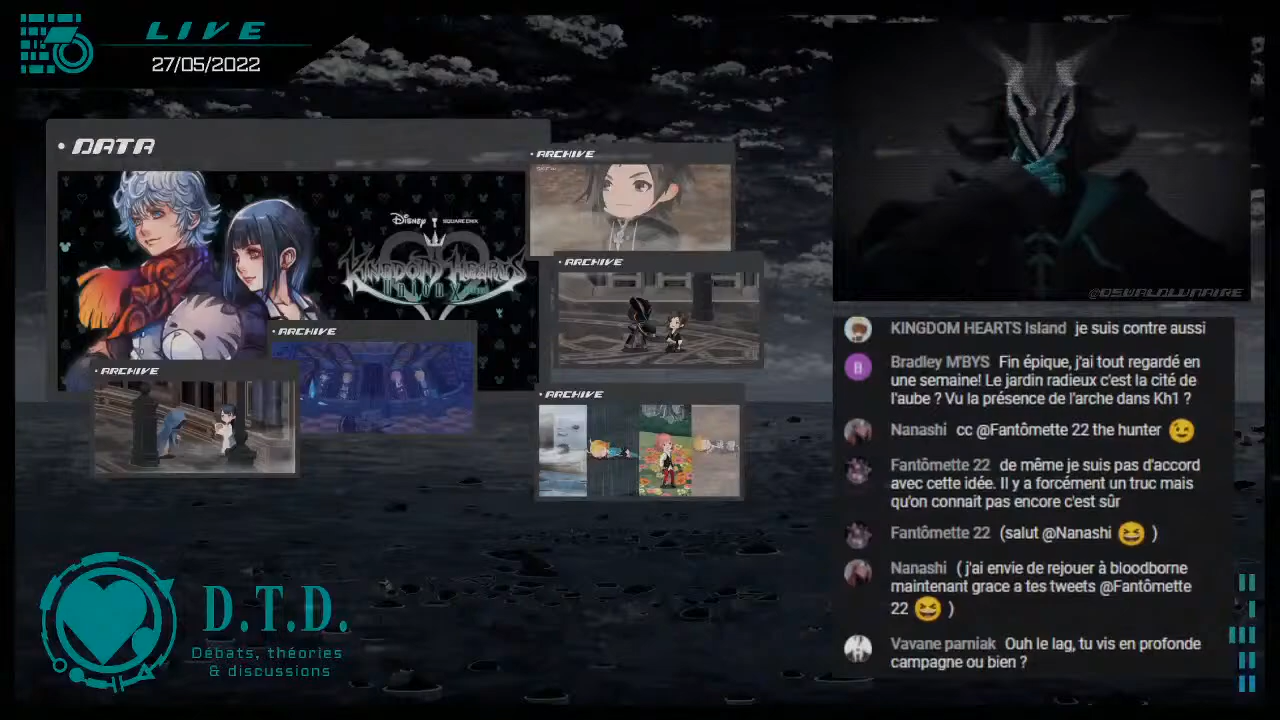 LIVE
27/05/2022
• DATA
Disney SQUARE ENIX
KINGDOM HEARTS
Union χ
• ARCHIVE
• ARCHIVE
• ARCHIVE
• ARCHIVE
• ARCHIVE
@OSWALDLUNAIRE
KINGDOM HEARTS Island je suis contre aussi
B
Bradley M'BYS Fin épique, j'ai tout regardé en
une semaine! Le jardin radieux c'est la cité de
l'aube ? Vu la présence de l'arche dans Kh1 ?
Nanashi cc @Fantômette 22 the hunter 😉
Fantômette 22 de même je suis pas d'accord
avec cette idée. Il y a forcément un truc mais
qu'on connait pas encore c'est sûr
Fantômette 22 (salut @Nanashi 😆 )
Nanashi ( j'ai envie de rejouer à bloodborne
maintenant grace a tes tweets @Fantômette
22 😆 )
Vavane parniak Ouh le lag, tu vis en profonde
campagne ou bien ?
D.T.D.
Débats, théories
& discussions